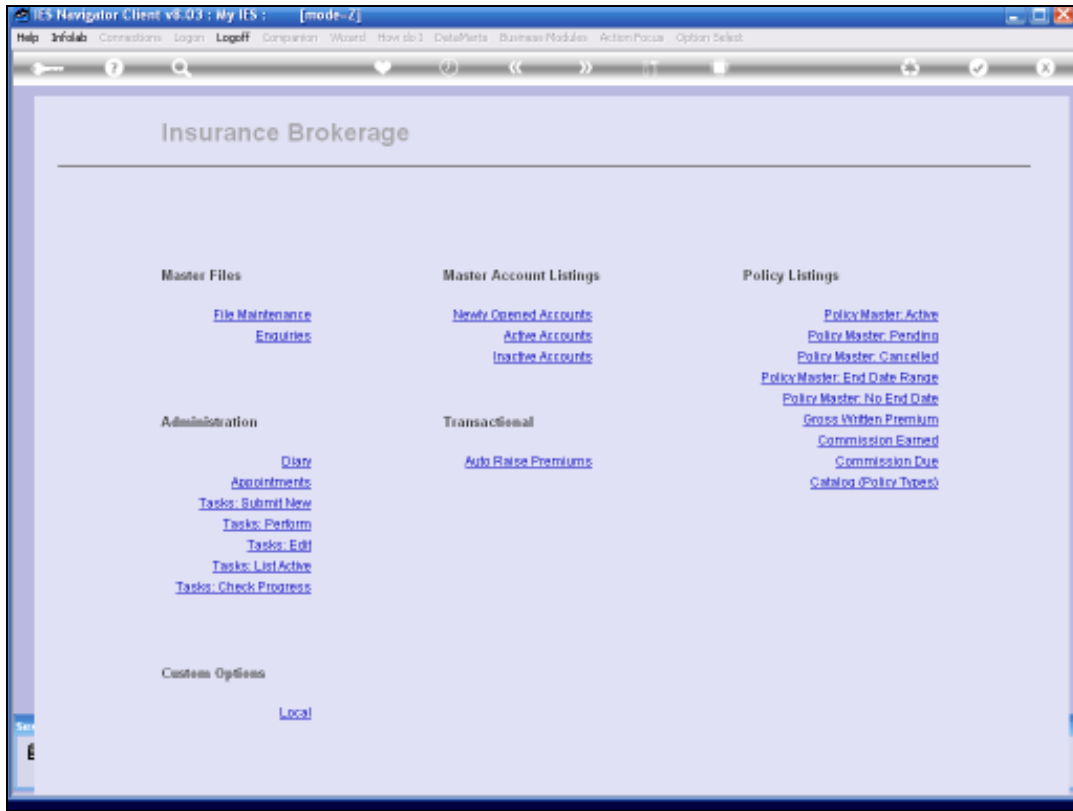 IES Navigator Client v8.03 : My IES : [mode=Z]
Help Infolab Connections Logon Logoff Companion Wizard How do I DataMarts Business Modules Action Focus Option Select
Insurance Brokerage
Master Files
File Maintenance
Enquiries
Master Account Listings
Newly Opened Accounts
Active Accounts
Inactive Accounts
Policy Listings
Policy Master: Active
Policy Master: Pending
Policy Master: Cancelled
Policy Master: End Date Range
Policy Master: No End Date
Gross Written Premium
Commission Earned
Commission Due
Catalog (Policy Types)
Administration
Diary
Appointments
Tasks: Submit New
Tasks: Perform
Tasks: Edit
Tasks: List Active
Tasks: Check Progress
Transactional
Auto Raise Premiums
Custom Options
Local